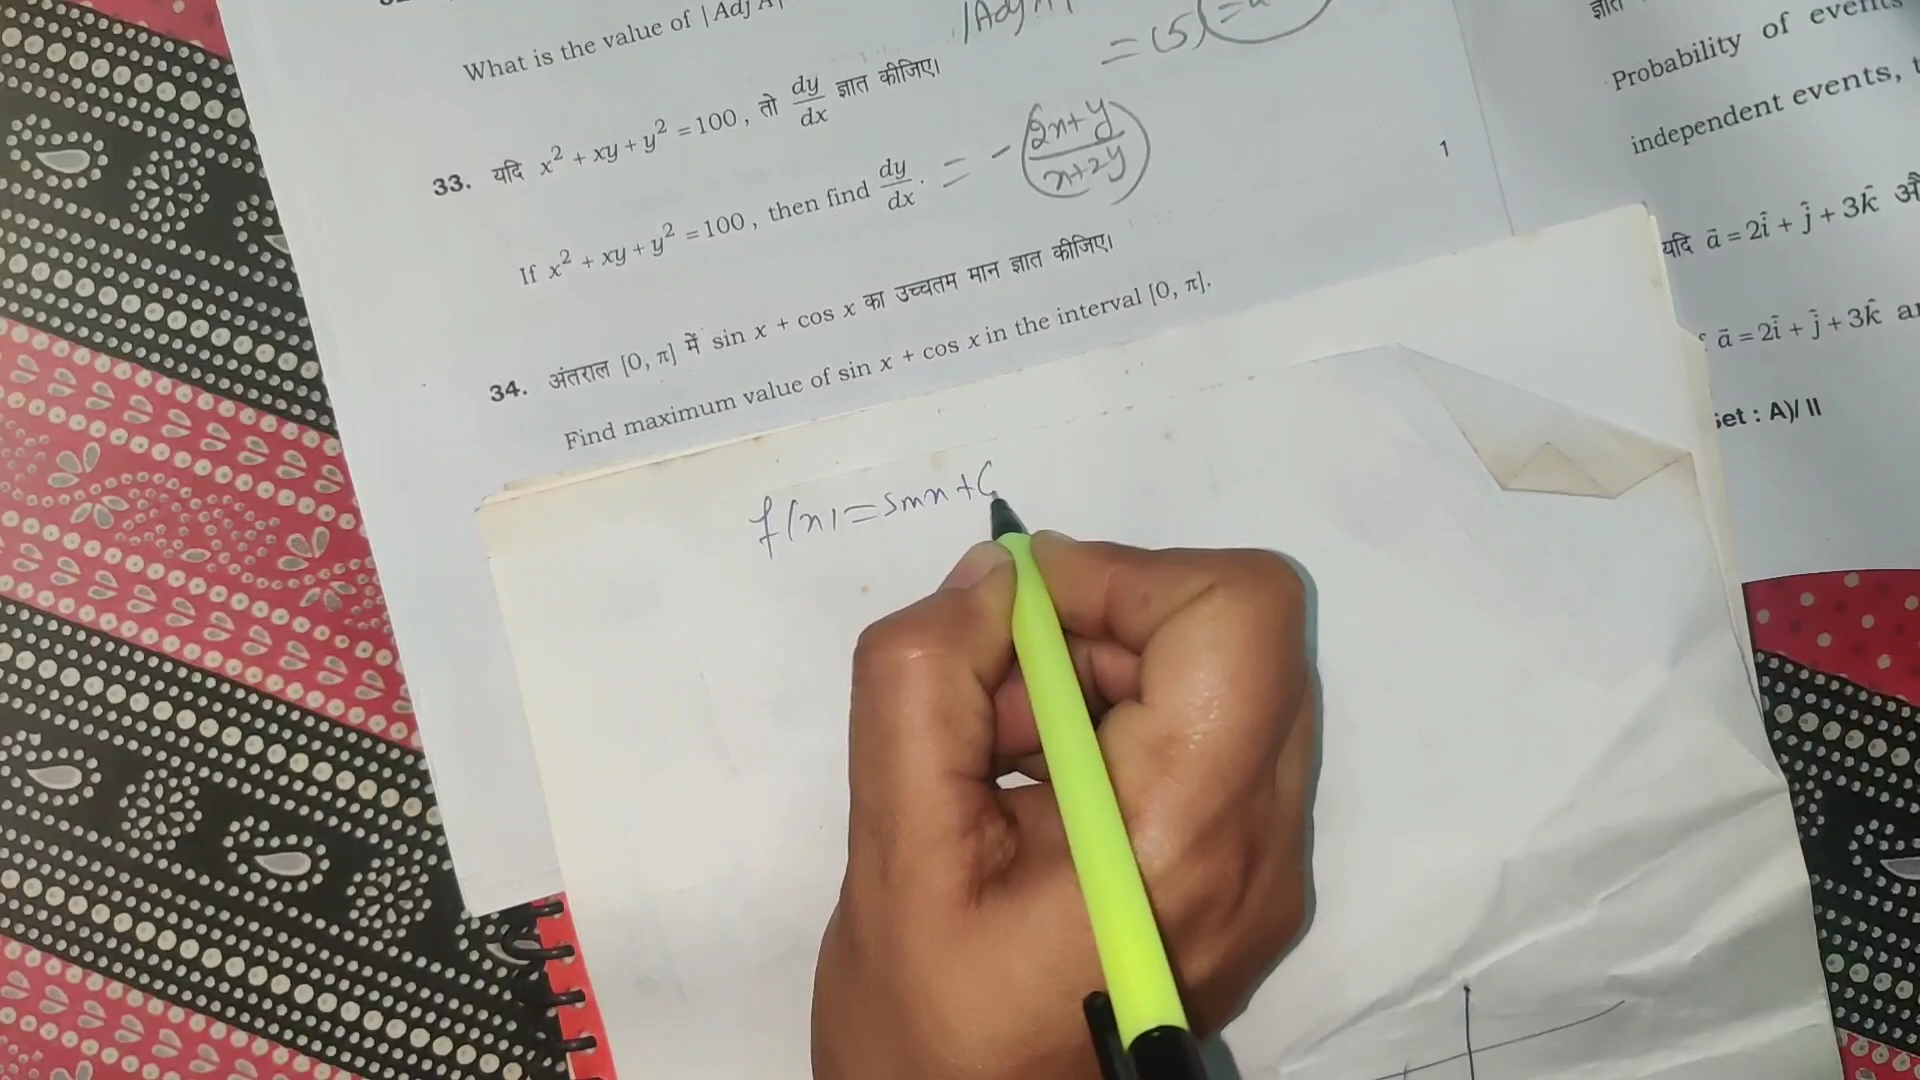 What is the value of | Adj A |
|Adj A|
= (5)
33. यदि x² + xy + y² = 100, तो dy/dx ज्ञात कीजिए।
If x² + xy + y² = 100, then find dy/dx. = -(2x+y/x+2y)
1
34. अंतराल [0, π] में sin x + cos x का उच्चतम मान ज्ञात कीजिए।
Find maximum value of sin x + cos x in the interval [0, π].
f(x) = sinx + C
ज्ञात
Probability of events
independent events,
यदि ā = 2î + ĵ + 3k̂
ā = 2î + ĵ + 3k̂
Set : A)/ II